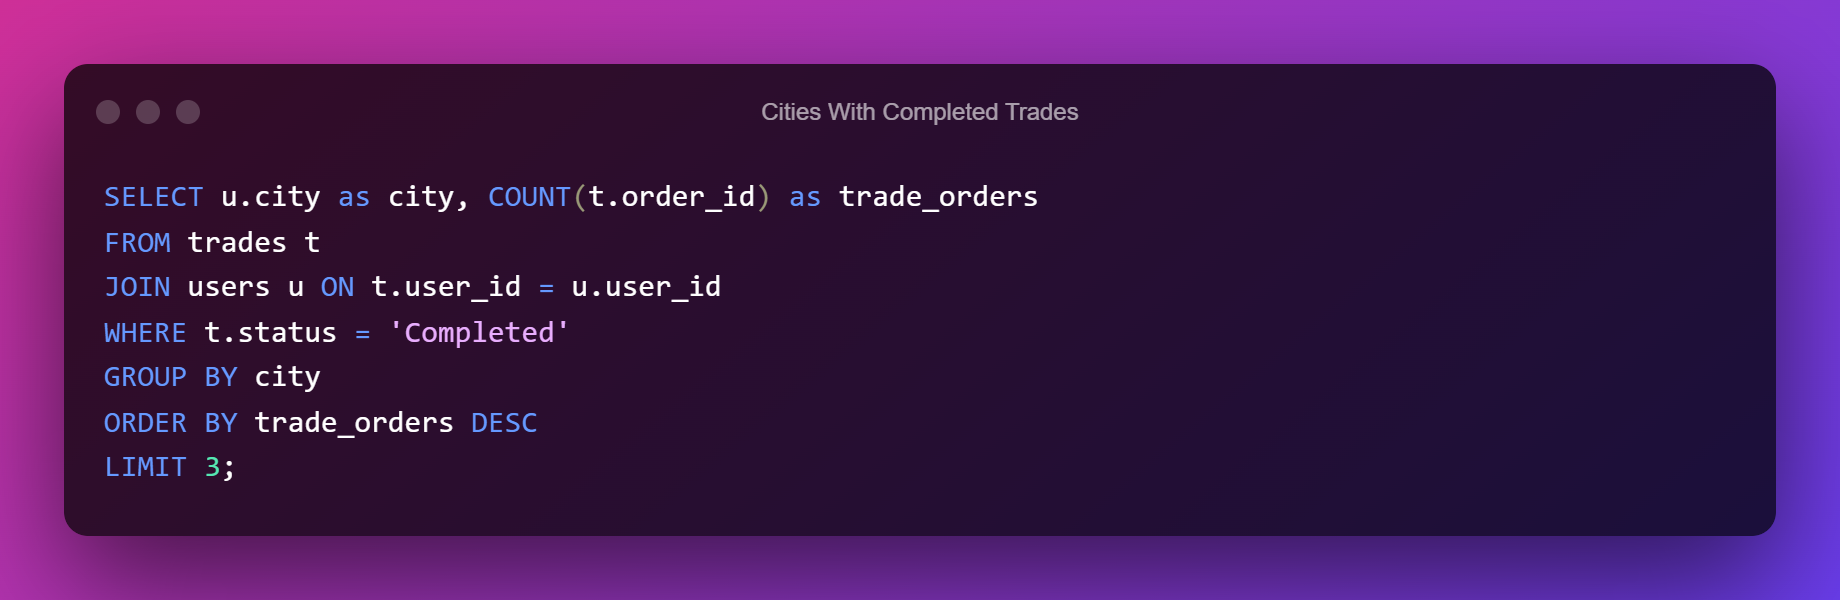 Cities With Completed Trades
SELECT u.city as city, COUNT(t.order_id) as trade_orders
FROM trades t
JOIN users u ON t.user_id = u.user_id
WHERE t.status = 'Completed'
GROUP BY city
ORDER BY trade_orders DESC
LIMIT 3;